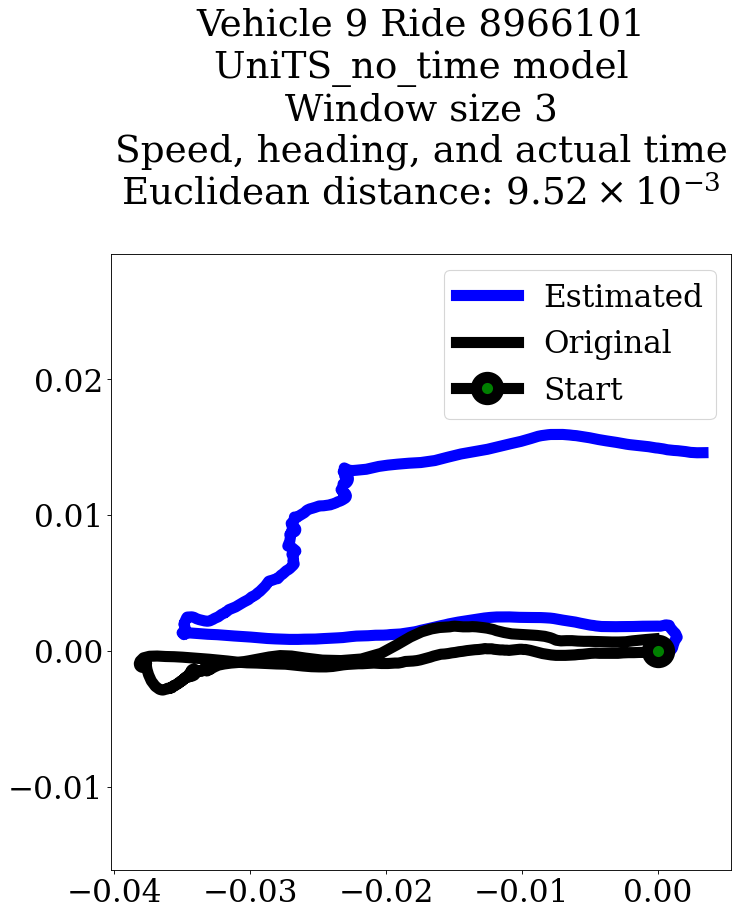 Vehicle 9 Ride 8966101
UniTS_no_time model
Window size 3
Speed, heading, and actual time
Euclidean distance: 9.52 × 10⁻³
Estimated
Original
Start
0.02
0.01
0.00
−0.01
−0.04 −0.03 −0.02 −0.01 0.00